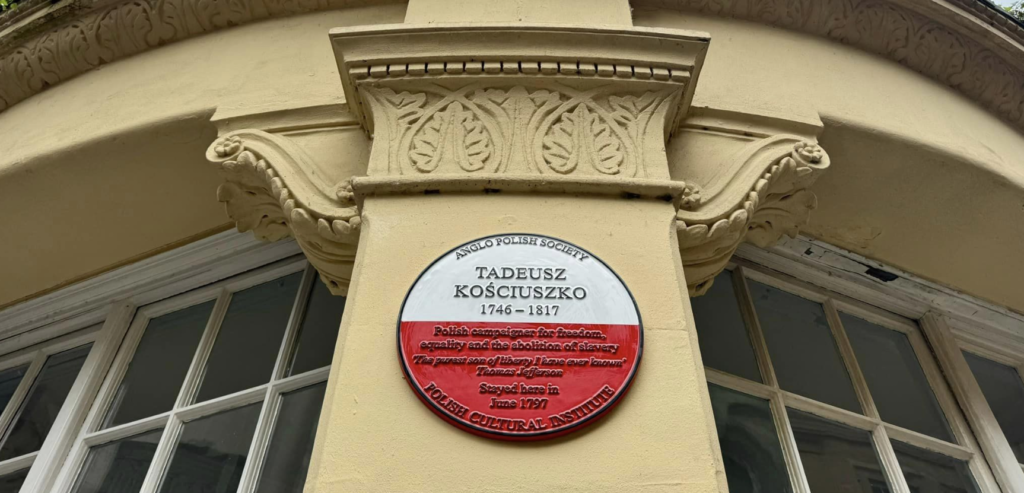 ANGLO POLISH SOCIETY
TADEUSZ
KOŚCIUSZKO
1746 – 1817
Polish campaigner for freedom,
equality and the abolition of slavery
'The purest son of liberty I have ever known'
Thomas Jefferson
Stayed here in
June 1797
POLISH CULTURAL INSTITUTE